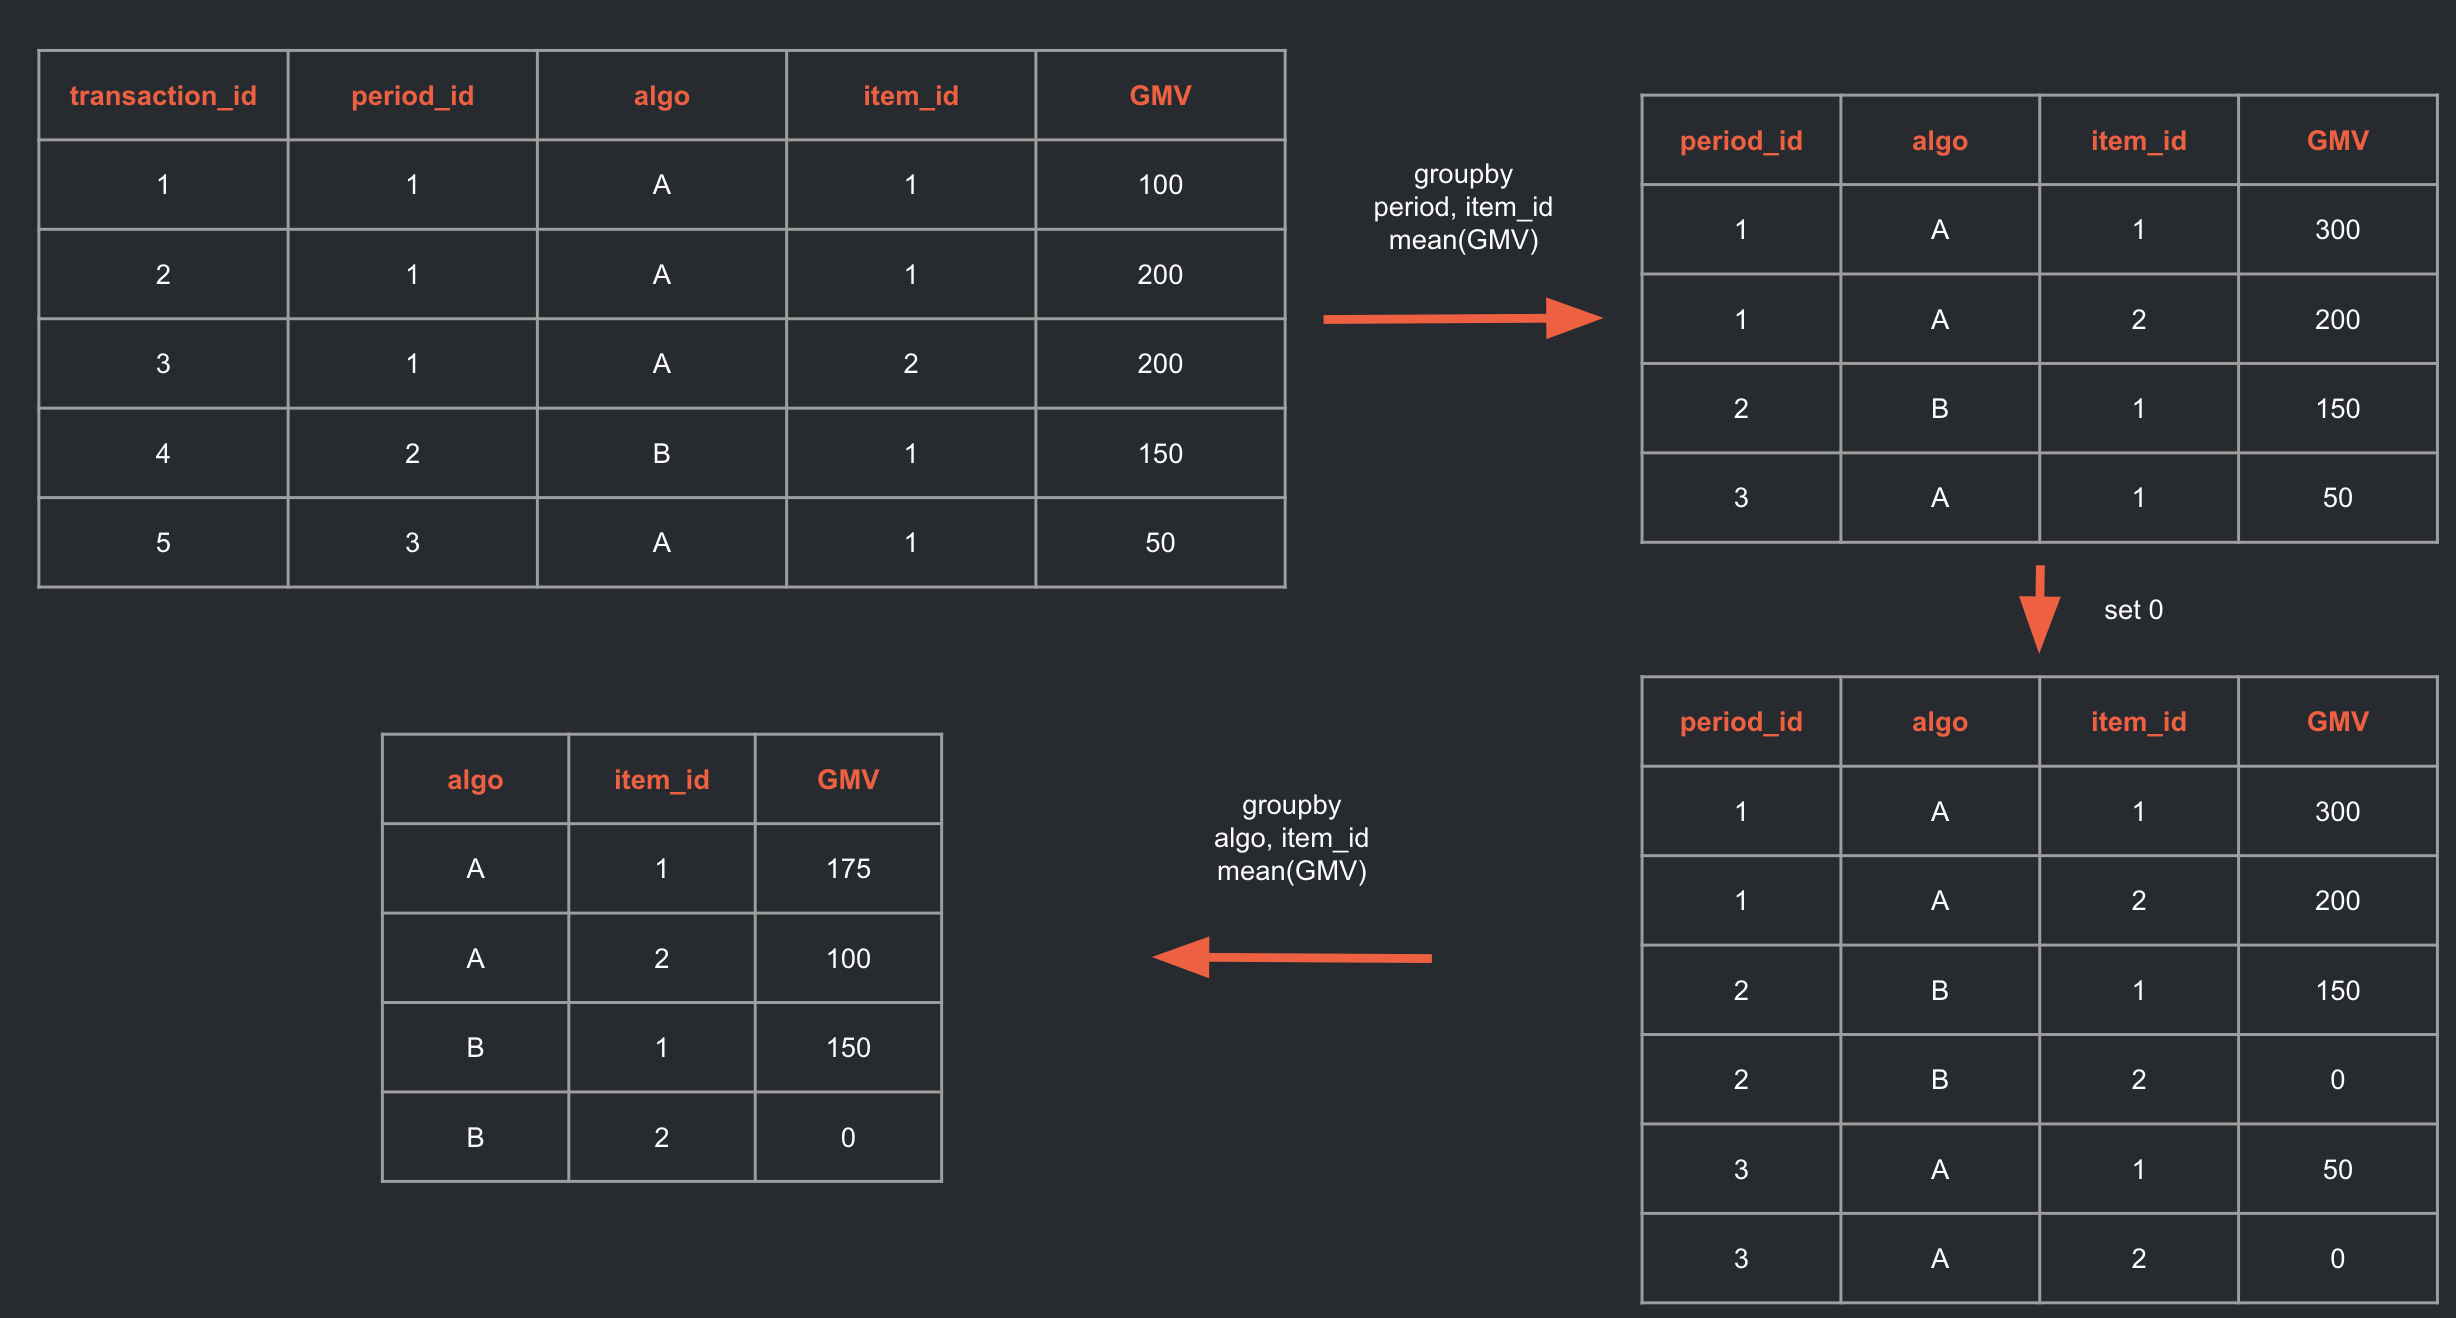 transaction_id period_id algo item_id GMV
1 1 A 1 100
2 1 A 1 200
3 1 A 2 200
4 2 B 1 150
5 3 A 1 50
groupby
period, item_id
mean(GMV)
period_id algo item_id GMV
1 A 1 300
1 A 2 200
2 B 1 150
3 A 1 50
set 0
period_id algo item_id GMV
1 A 1 300
1 A 2 200
2 B 1 150
2 B 2 0
3 A 1 50
3 A 2 0
groupby
algo, item_id
mean(GMV)
algo item_id GMV
A 1 175
A 2 100
B 1 150
B 2 0